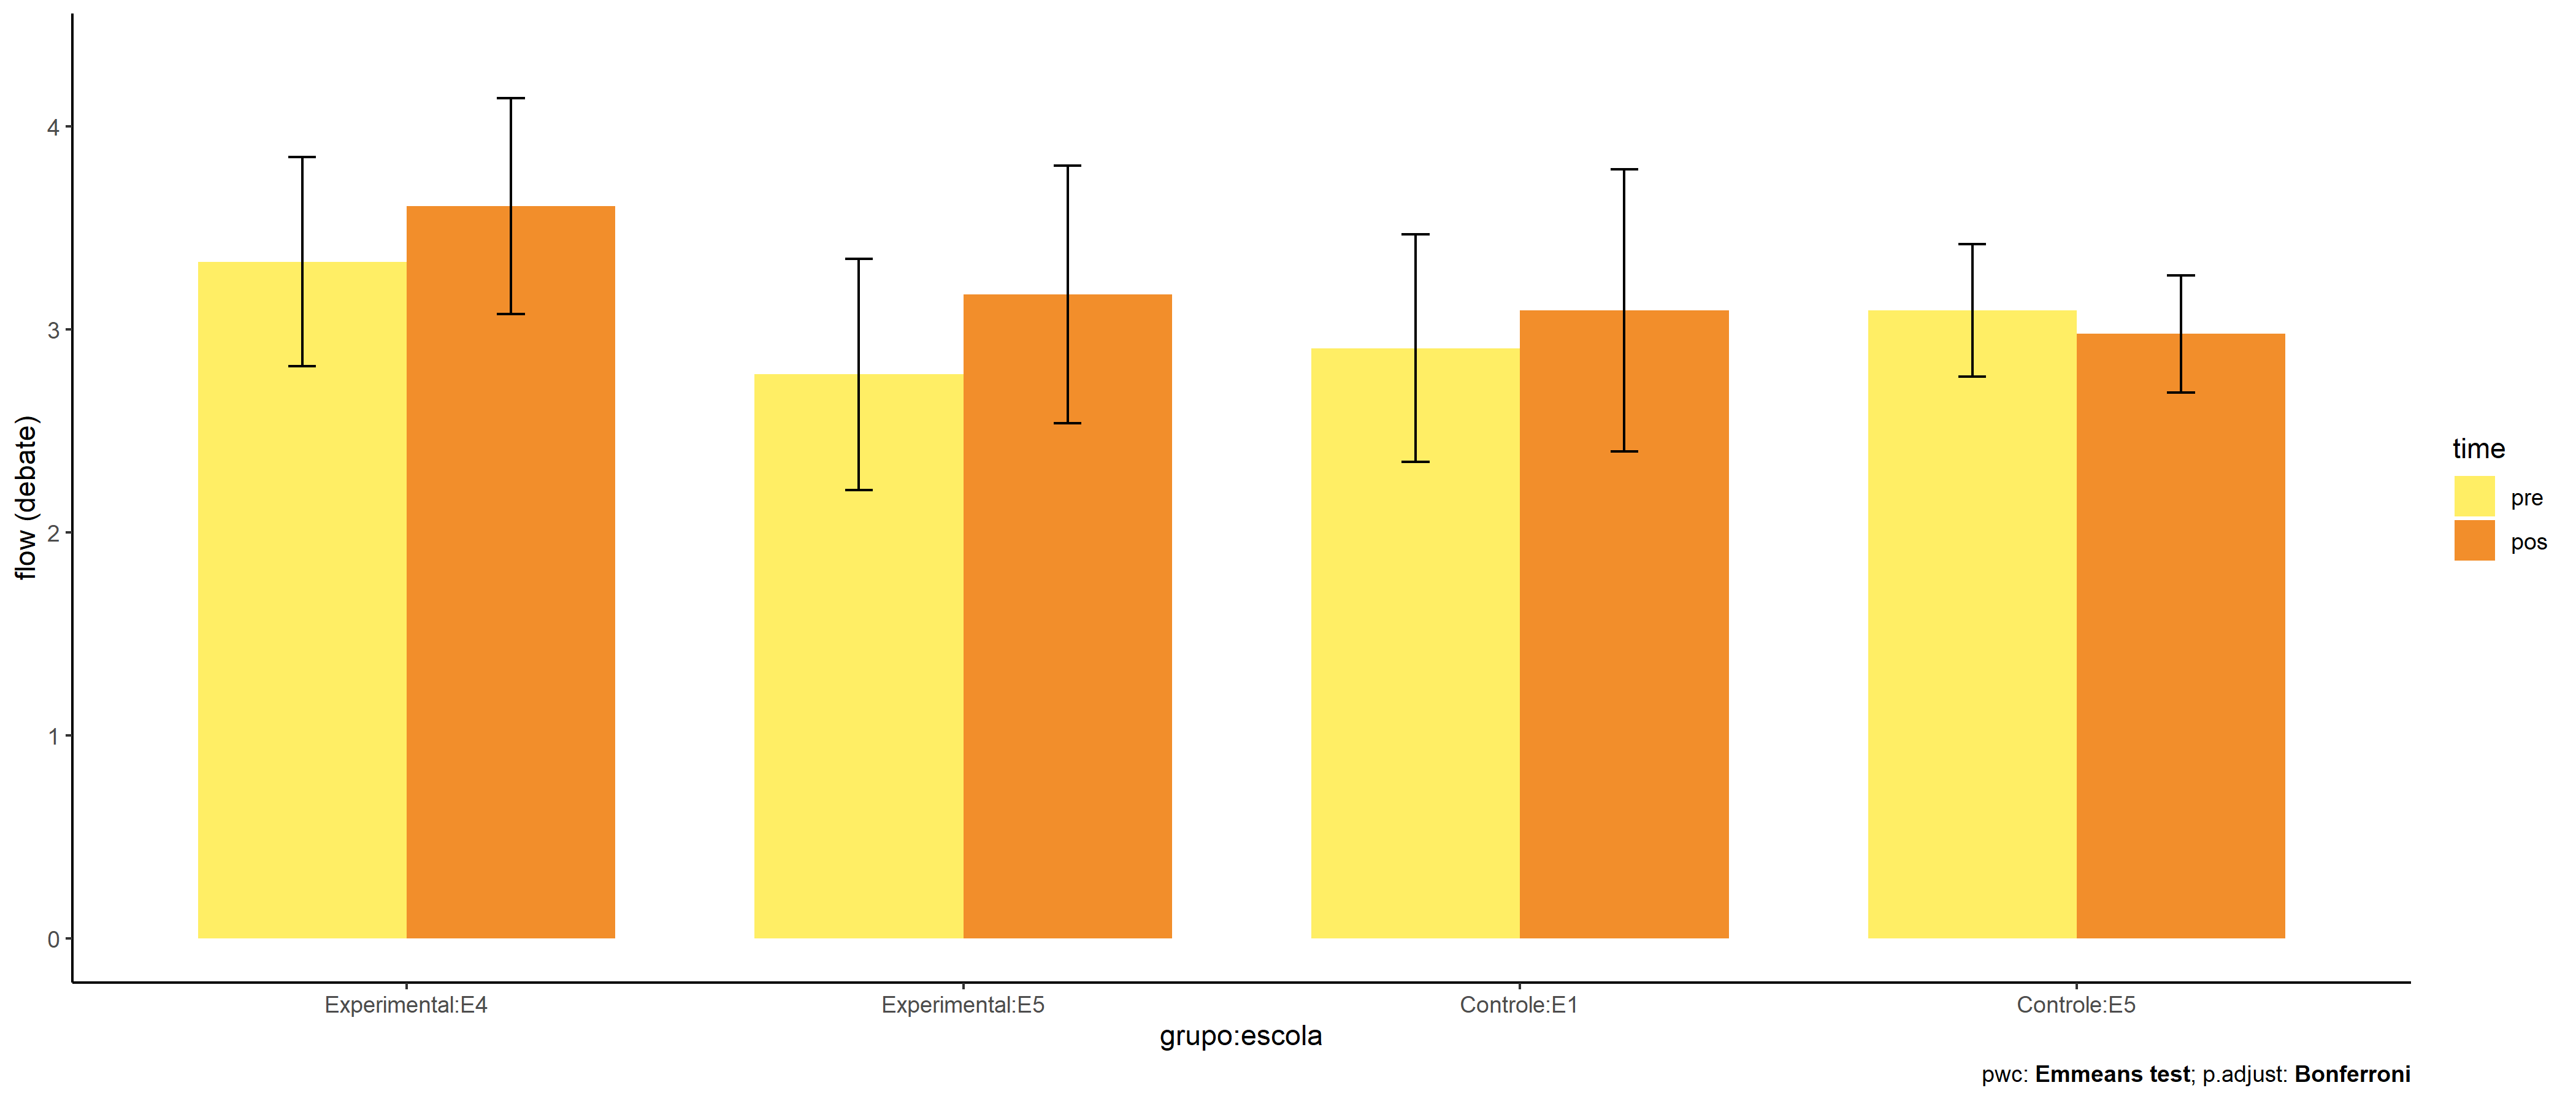 flow (debate)
4
3
2
1
0
Experimental:E4
Experimental:E5
Controle:E1
Controle:E5
grupo:escola
time
pre
pos
pwc: Emmeans test; p.adjust: Bonferroni